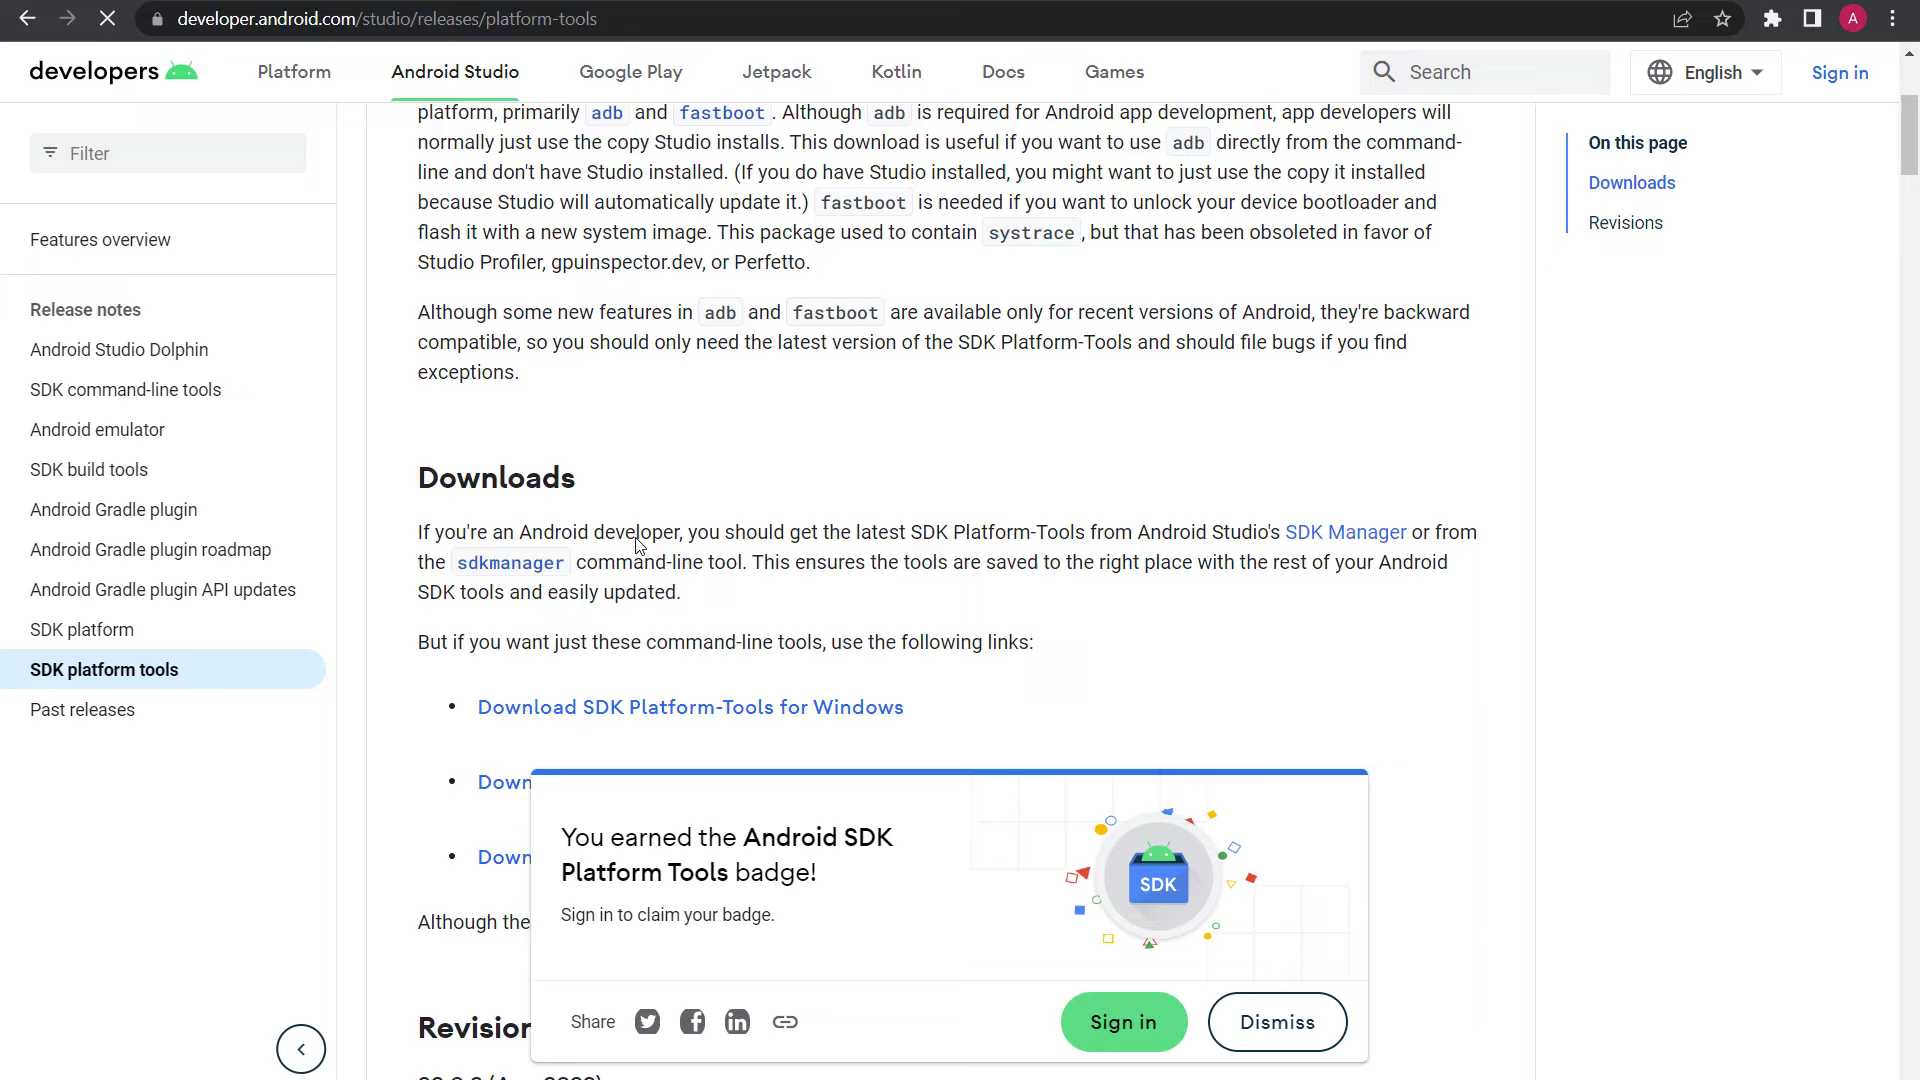 developer.android.com/studio/releases/platform-tools
A
developers
Platform
Android Studio
Google Play
Jetpack
Kotlin
Docs
Games
Search
English
Sign in
Filter
Features overview
Release notes
Android Studio Dolphin
SDK command-line tools
Android emulator
SDK build tools
Android Gradle plugin
Android Gradle plugin roadmap
Android Gradle plugin API updates
SDK platform
SDK platform tools
Past releases
platform, primarily adb and fastboot. Although adb is required for Android app development, app developers will
normally just use the copy Studio installs. This download is useful if you want to use adb directly from the command-
line and don't have Studio installed. (If you do have Studio installed, you might want to just use the copy it installed
because Studio will automatically update it.) fastboot is needed if you want to unlock your device bootloader and
flash it with a new system image. This package used to contain systrace, but that has been obsoleted in favor of
Studio Profiler, gpuinspector.dev, or Perfetto.
Although some new features in adb and fastboot are available only for recent versions of Android, they're backward
compatible, so you should only need the latest version of the SDK Platform-Tools and should file bugs if you find
exceptions.
Downloads
If you're an Android developer, you should get the latest SDK Platform-Tools from Android Studio's SDK Manager or from
the sdkmanager command-line tool. This ensures the tools are saved to the right place with the rest of your Android
SDK tools and easily updated.
But if you want just these command-line tools, use the following links:
• Download SDK Platform-Tools for Windows
• Down
• Down
Although the
Revision
On this page
Downloads
Revisions
You earned the Android SDK
Platform Tools badge!
Sign in to claim your badge.
SDK
Share
Sign in
Dismiss